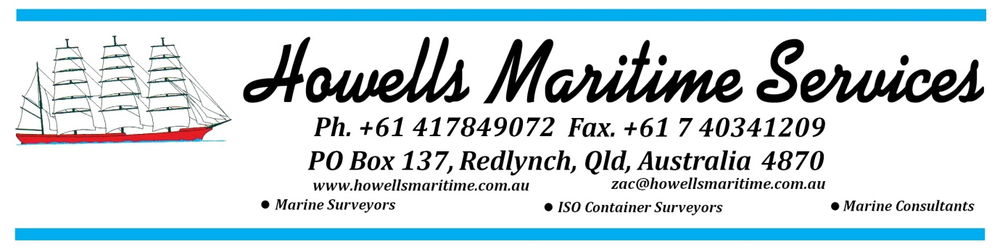 Howells Maritime Services
Ph. +61 417849072 Fax. +61 7 40341209
PO Box 137, Redlynch, Qld, Australia 4870
www.howellsmaritime.com.au zac@howellsmaritime.com.au
● Marine Surveyors ● ISO Container Surveyors ● Marine Consultants